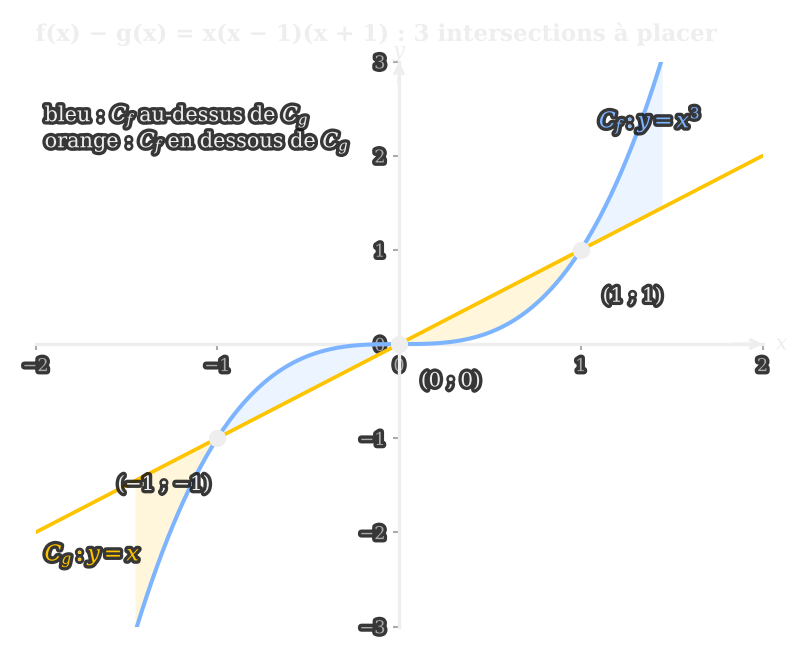 f(x) − g(x) = x(x − 1)(x + 1) : 3 intersections à placer
y
3
bleu : C_f au-dessus de C_g
C_f : y = x³
orange : C_f en dessous de C_g
2
1
(1 ; 1)
0
x
−2
−1
0
1
2
(0 ; 0)
−1
(−1 ; −1)
−2
C_g : y = x
−3